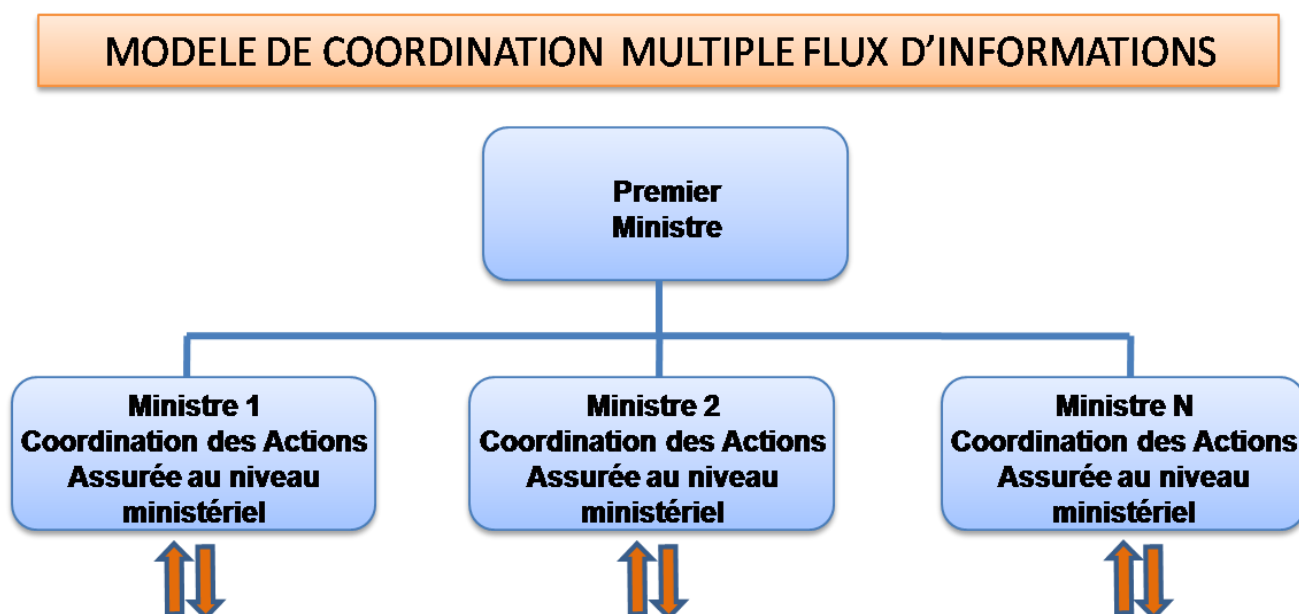 MODELE DE COORDINATION MULTIPLE FLUX D’INFORMATIONS
Premier
Ministre
Ministre 1
Coordination des Actions
Assurée au niveau
ministériel
Ministre 2
Coordination des Actions
Assurée au niveau
ministériel
Ministre N
Coordination des Actions
Assurée au niveau
ministériel